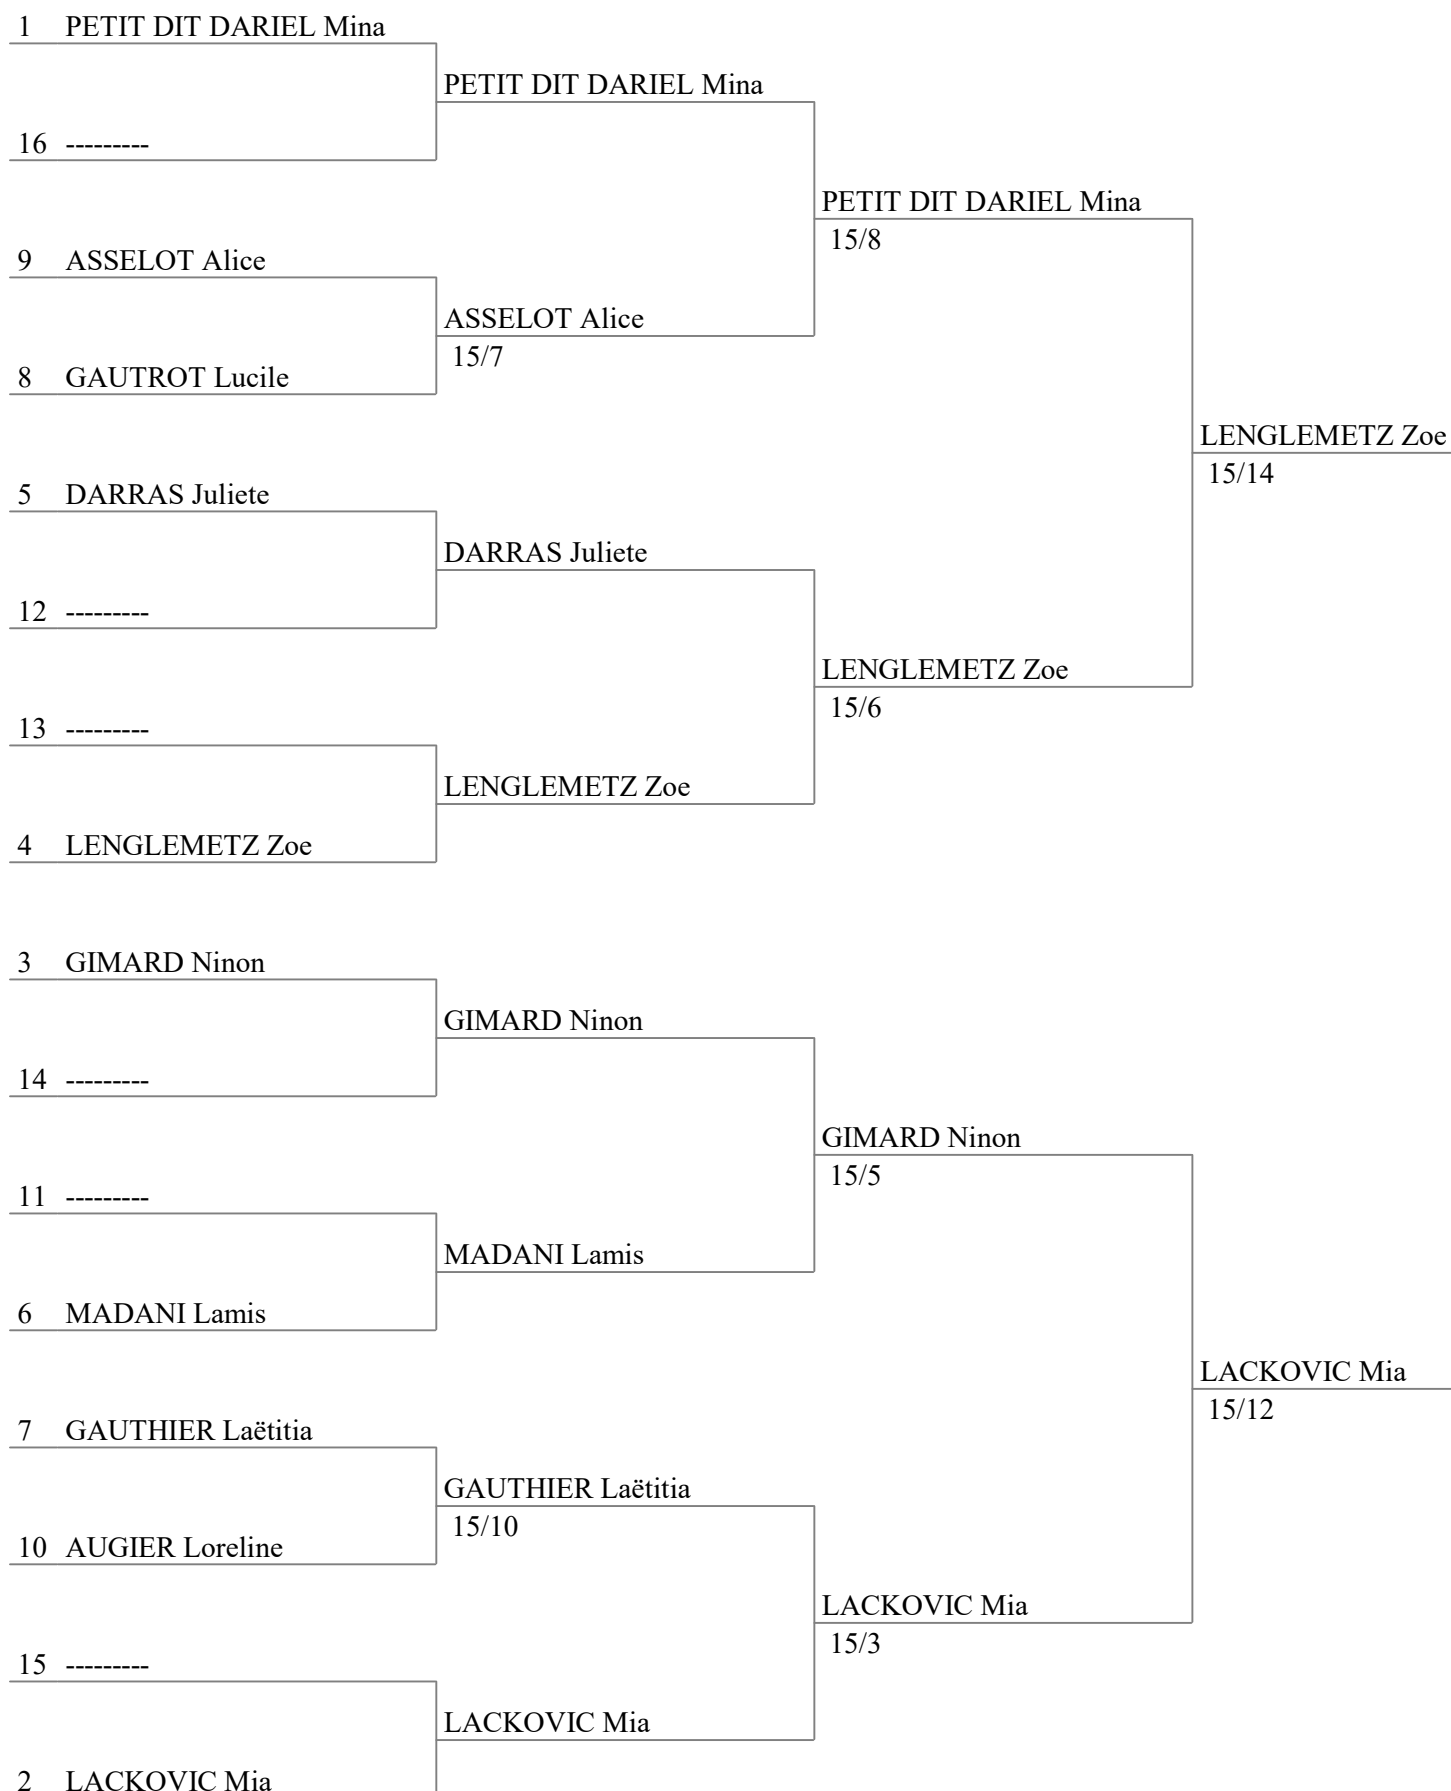 1 PETIT DIT DARIEL Mina
PETIT DIT DARIEL Mina
16 ---------
PETIT DIT DARIEL Mina
15/8
9 ASSELOT Alice
ASSELOT Alice
15/7
8 GAUTROT Lucile
LENGLEMETZ Zoe
15/14
5 DARRAS Juliete
DARRAS Juliete
12 ---------
LENGLEMETZ Zoe
15/6
13 ---------
LENGLEMETZ Zoe
4 LENGLEMETZ Zoe
3 GIMARD Ninon
GIMARD Ninon
14 ---------
GIMARD Ninon
15/5
11 ---------
MADANI Lamis
6 MADANI Lamis
LACKOVIC Mia
15/12
7 GAUTHIER Laëtitia
GAUTHIER Laëtitia
15/10
10 AUGIER Loreline
LACKOVIC Mia
15/3
15 ---------
LACKOVIC Mia
2 LACKOVIC Mia